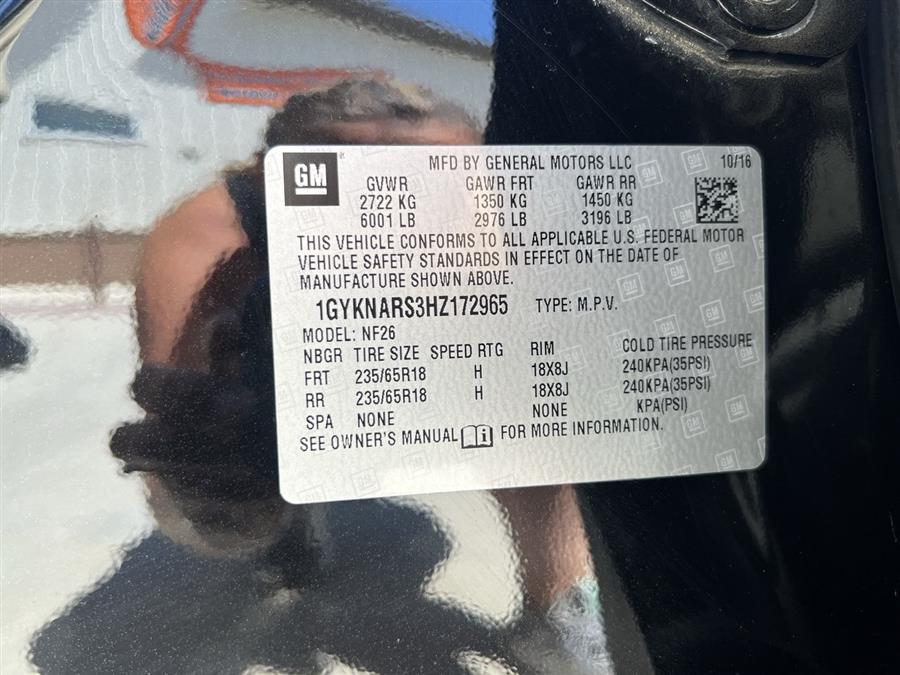 GM
MFD BY GENERAL MOTORS LLC 10/16
GVWR GAWR FRT GAWR RR
2722 KG 1350 KG 1450 KG
6001 LB 2976 LB 3196 LB
THIS VEHICLE CONFORMS TO ALL APPLICABLE U.S. FEDERAL MOTOR
VEHICLE SAFETY STANDARDS IN EFFECT ON THE DATE OF
MANUFACTURE SHOWN ABOVE.
1GYKNARS3HZ172965 TYPE: M.P.V.
MODEL: NF26
NBGR TIRE SIZE SPEED RTG RIM COLD TIRE PRESSURE
FRT 235/65R18 H 18X8J 240KPA(35PSI)
RR 235/65R18 H 18X8J 240KPA(35PSI)
SPA NONE NONE KPA(PSI)
SEE OWNER'S MANUAL FOR MORE INFORMATION.